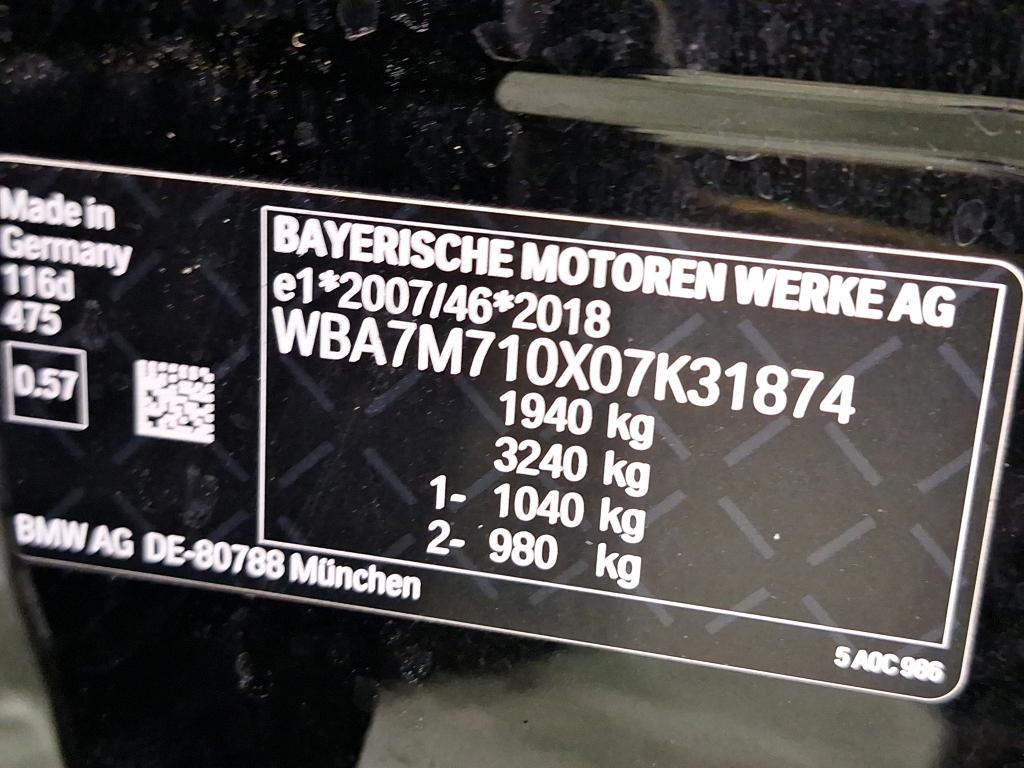 Made in
Germany
116d
475
0.57
BAYERISCHE MOTOREN WERKE AG
e1*2007/46*2018
WBA7M710X07K31874
1940 kg
3240 kg
1- 1040 kg
2- 980 kg
BMW AG DE-80788 München
5 A0C 986